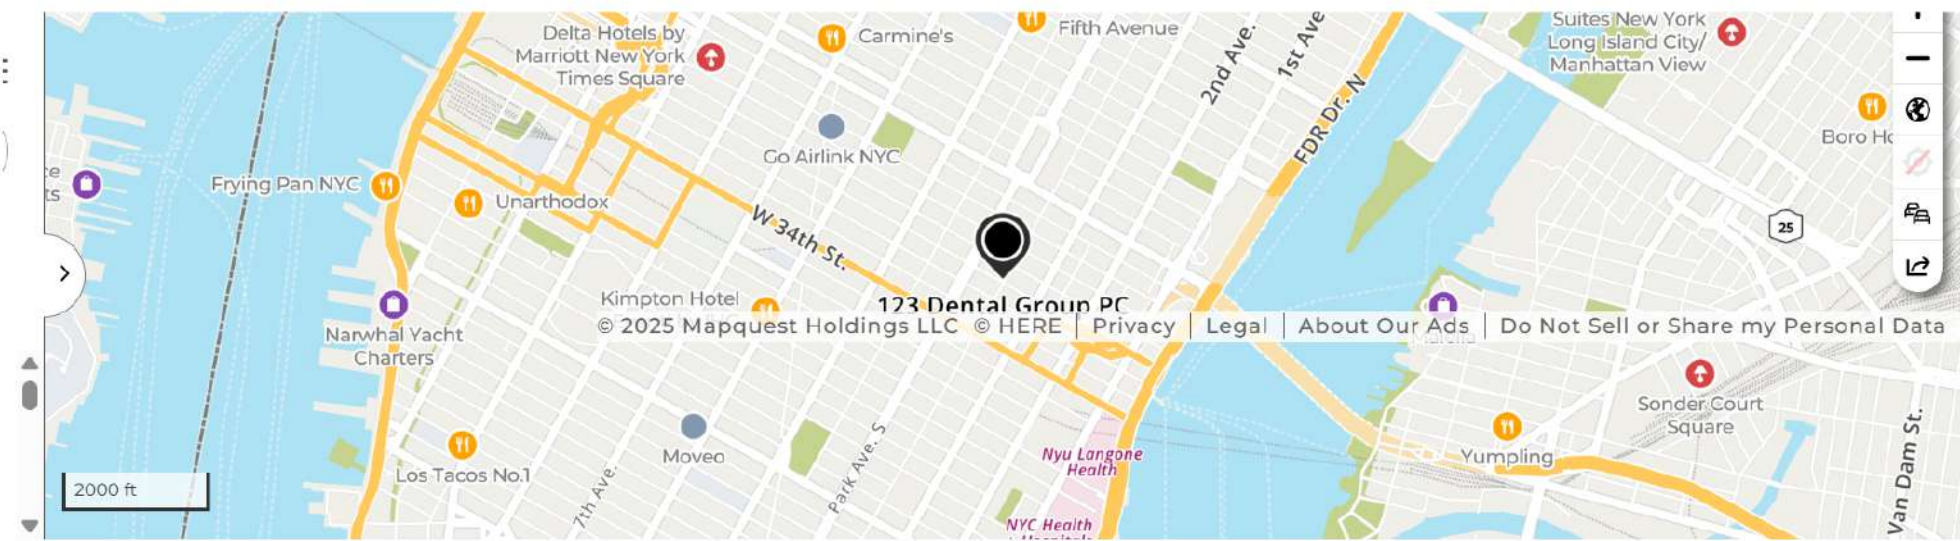 Delta Hotels by
Marriott New York
Times Square
Carmine's
Fifth Avenue
2nd Ave.
1st Ave
FDR Dr. N
Suites New York
Long Island City/
Manhattan View
Boro
Go Airlink NYC
Frying Pan NYC
Unarthodox
W 34th St.
25
123 Dental Group PC
Kimpton Hotel
Narwhal Yacht
Charters
© 2025 Mapquest Holdings LLC © HERE | Privacy | Legal | About Our Ads | Do Not Sell or Share my Personal Data
Sonder Court
Square
Los Tacos No.1
Moveo
7th Ave.
Park Ave. S
Nyu Langone
Health
NYC Health
Yumpling
Van Dam St.
2000 ft